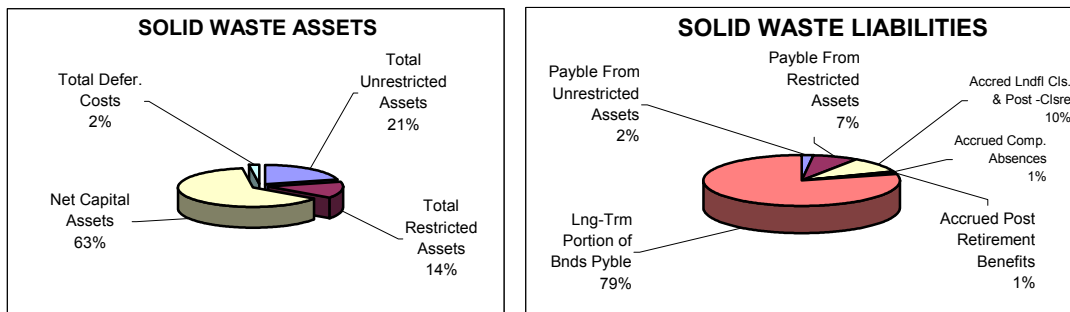 SOLID WASTE ASSETS
Total Defer.
Costs
2%
Total
Unrestricted
Assets
21%
Net Capital
Assets
63%
Total
Restricted
Assets
14%
SOLID WASTE LIABILITIES
Payble From
Unrestricted
Assets
2%
Payble From
Restricted
Assets
7%
Accred Lndfl Cls.
& Post -Clsre
10%
Accrued Comp.
Absences
1%
Lng-Trm
Portion of
Bnds Pyble
79%
Accrued Post
Retirement
Benefits
1%